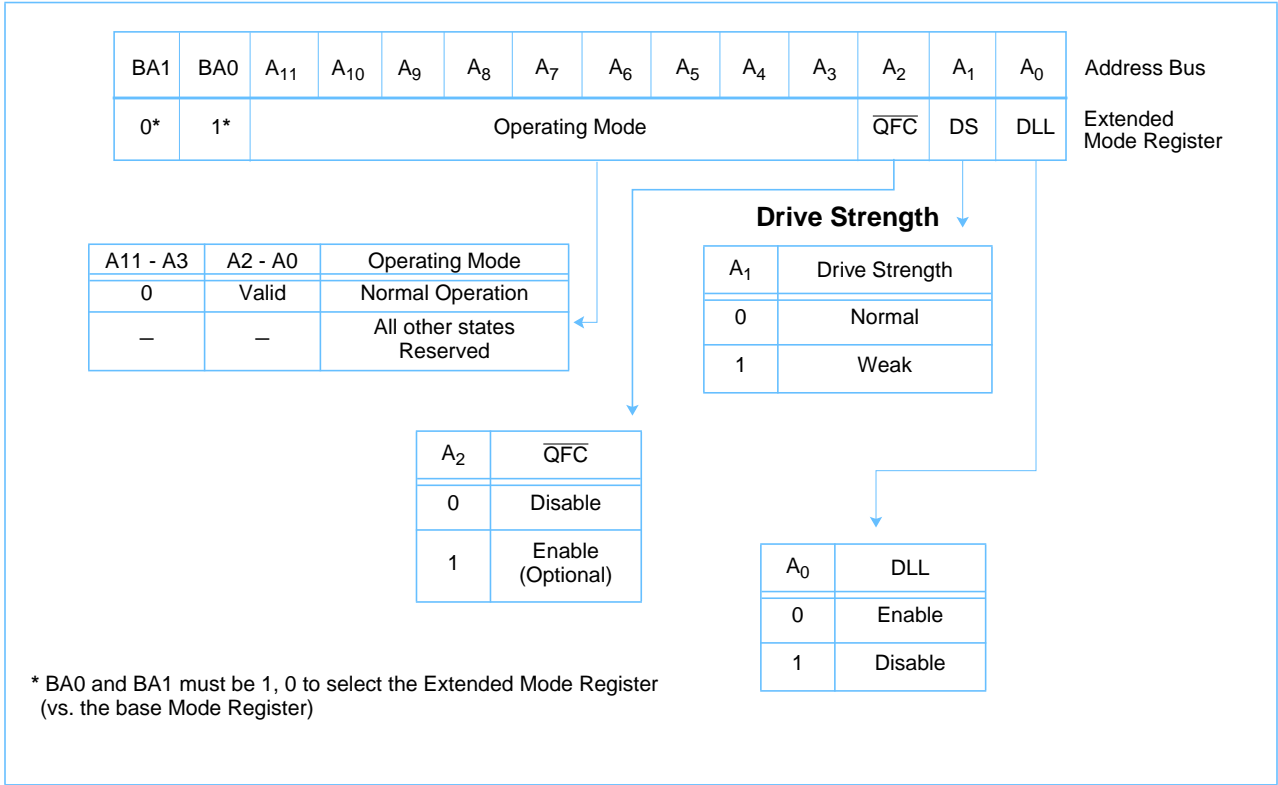 BA1 BA0 A11 A10 A9 A8 A7 A6 A5 A4 A3 A2 A1 A0 Address Bus
0* 1* Operating Mode QFC DS DLL Extended
Mode Register
Drive Strength
A11 - A3 A2 - A0 Operating Mode
0 Valid Normal Operation
– – All other states
Reserved
A1 Drive Strength
0 Normal
1 Weak
A2 QFC
0 Disable
1 Enable
(Optional)
A0 DLL
0 Enable
1 Disable
* BA0 and BA1 must be 1, 0 to select the Extended Mode Register
(vs. the base Mode Register)